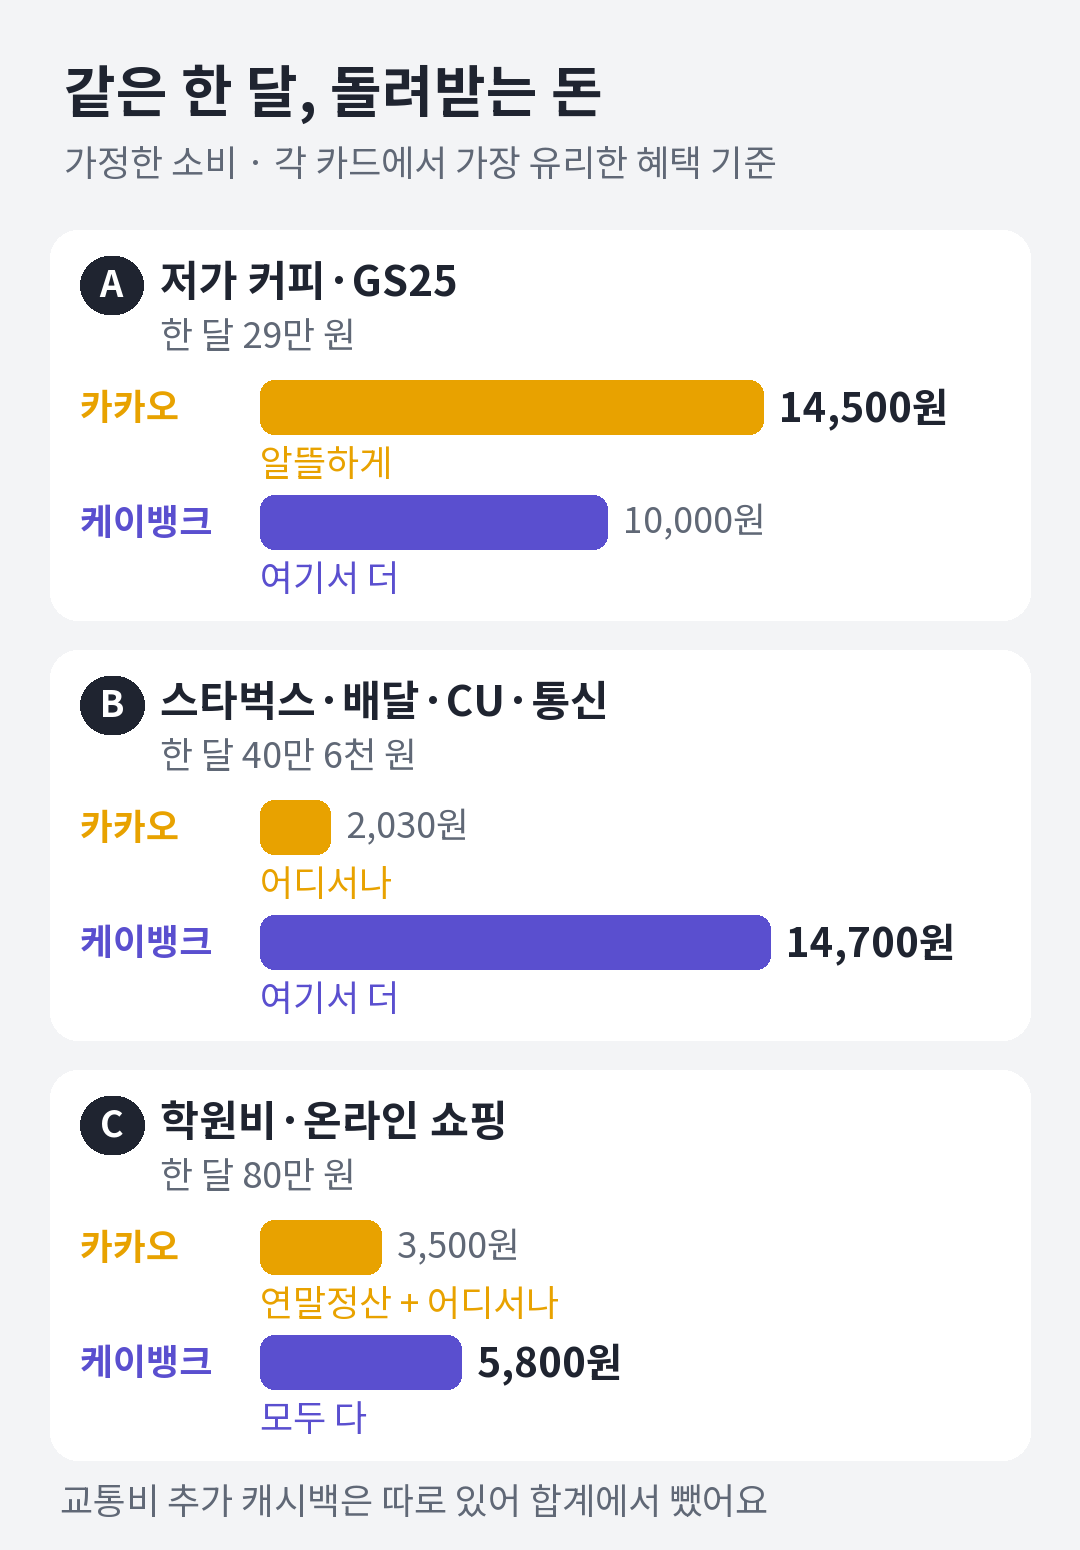 같은 한 달, 돌려받는 돈
가정한 소비 · 각 카드에서 가장 유리한 혜택 기준
A 저가 커피·GS25
한 달 29만 원
카카오 14,500원
알뜰하게
케이뱅크 10,000원
여기서 더
B 스타벅스·배달·CU·통신
한 달 40만 6천 원
카카오 2,030원
어디서나
케이뱅크 14,700원
여기서 더
C 학원비·온라인 쇼핑
한 달 80만 원
카카오 3,500원
연말정산 + 어디서나
케이뱅크 5,800원
모두 다
교통비 추가 캐시백은 따로 있어 합계에서 뺐어요